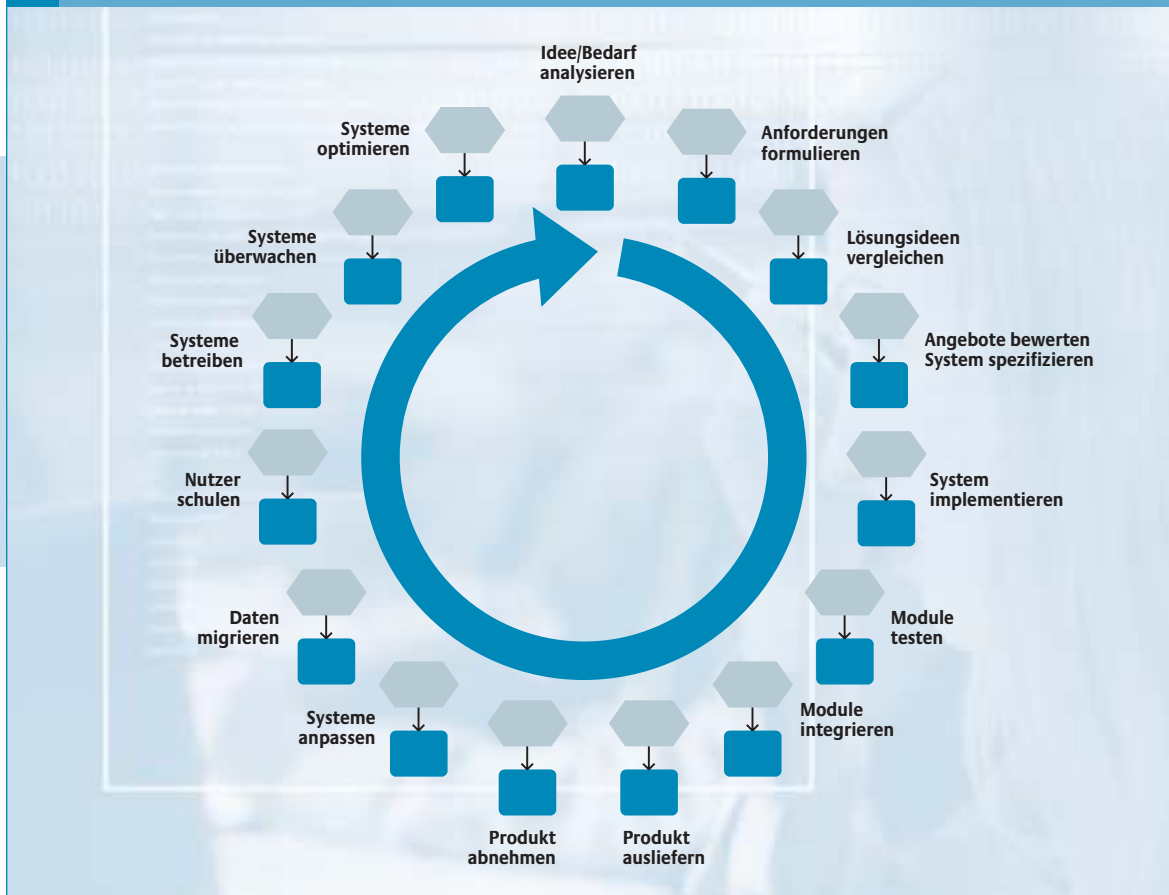 Idee/Bedarf
analysieren
Anforderungen
formulieren
Lösungsideen
vergleichen
Angebote bewerten
System spezifizieren
System
implementieren
Module
testen
Module
integrieren
Produkt
ausliefern
Produkt
abnehmen
Systeme
anpassen
Daten
migrieren
Nutzer
schulen
Systeme
betreiben
Systeme
überwachen
Systeme
optimieren